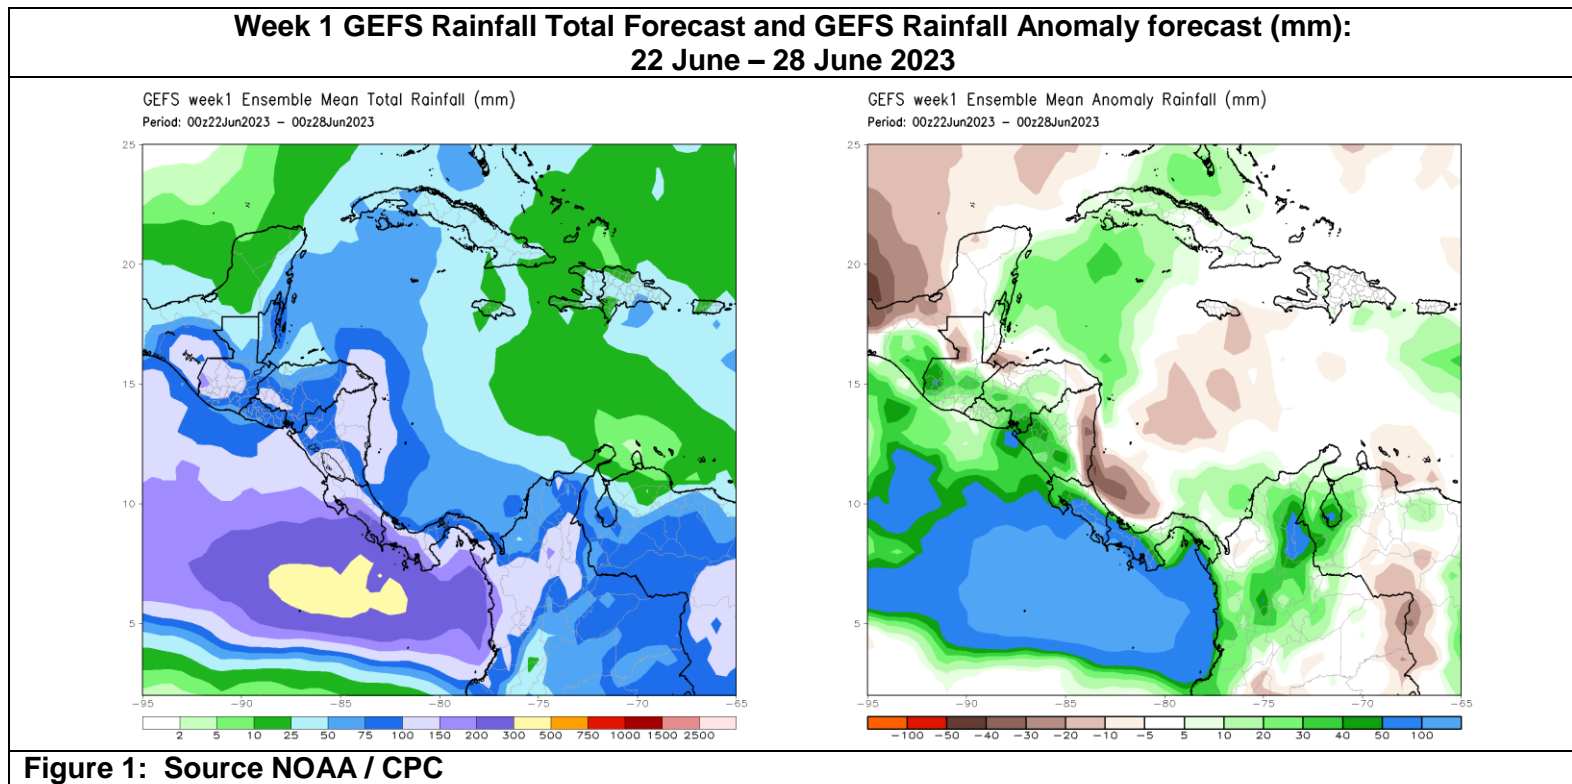 Week 1 GEFS Rainfall Total Forecast and GEFS Rainfall Anomaly forecast (mm):
22 June – 28 June 2023
GEFS week1 Ensemble Mean Total Rainfall (mm)
Period: 00z22Jun2023 – 00z28Jun2023
25
20
15
10
5
-95 -90 -85 -80 -75 -70 -65
2 5 10 25 50 75 100 150 200 300 500 750 1000 1500 2500
GEFS week1 Ensemble Mean Anomaly Rainfall (mm)
Period: 00z22Jun2023 – 00z28Jun2023
25
20
15
10
5
-95 -90 -85 -80 -75 -70 -65
-100 -50 -40 -30 -20 -10 -5 5 10 20 30 40 50 100
Figure 1: Source NOAA / CPC